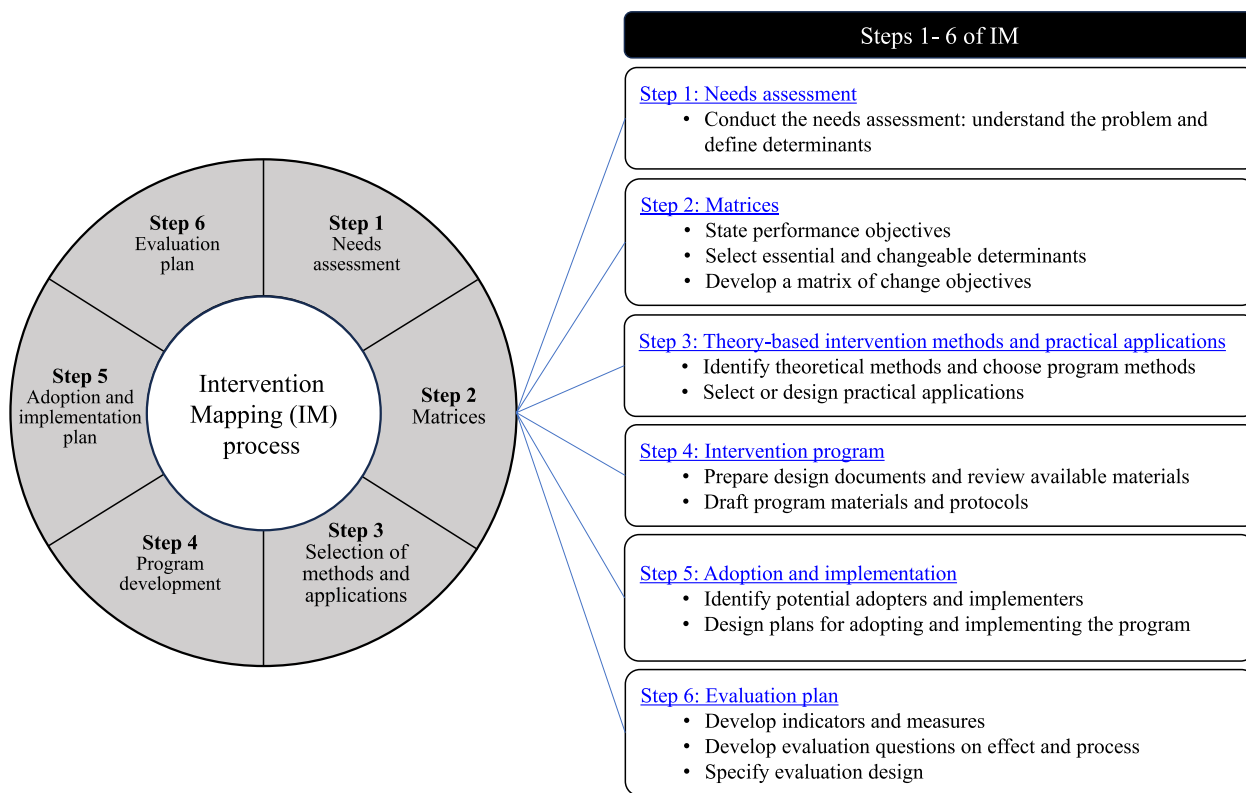 Steps 1- 6 of IM
Step 1: Needs assessment
• Conduct the needs assessment: understand the problem and
define determinants
Step 2: Matrices
• State performance objectives
• Select essential and changeable determinants
• Develop a matrix of change objectives
Step 3: Theory-based intervention methods and practical applications
• Identify theoretical methods and choose program methods
• Select or design practical applications
Step 4: Intervention program
• Prepare design documents and review available materials
• Draft program materials and protocols
Step 5: Adoption and implementation
• Identify potential adopters and implementers
• Design plans for adopting and implementing the program
Step 6: Evaluation plan
• Develop indicators and measures
• Develop evaluation questions on effect and process
• Specify evaluation design
Intervention
Mapping (IM)
process
Step 1
Needs
assessment
Step 2
Matrices
Step 3
Selection of
methods and
applications
Step 4
Program
development
Step 5
Adoption and
implementation
plan
Step 6
Evaluation
plan